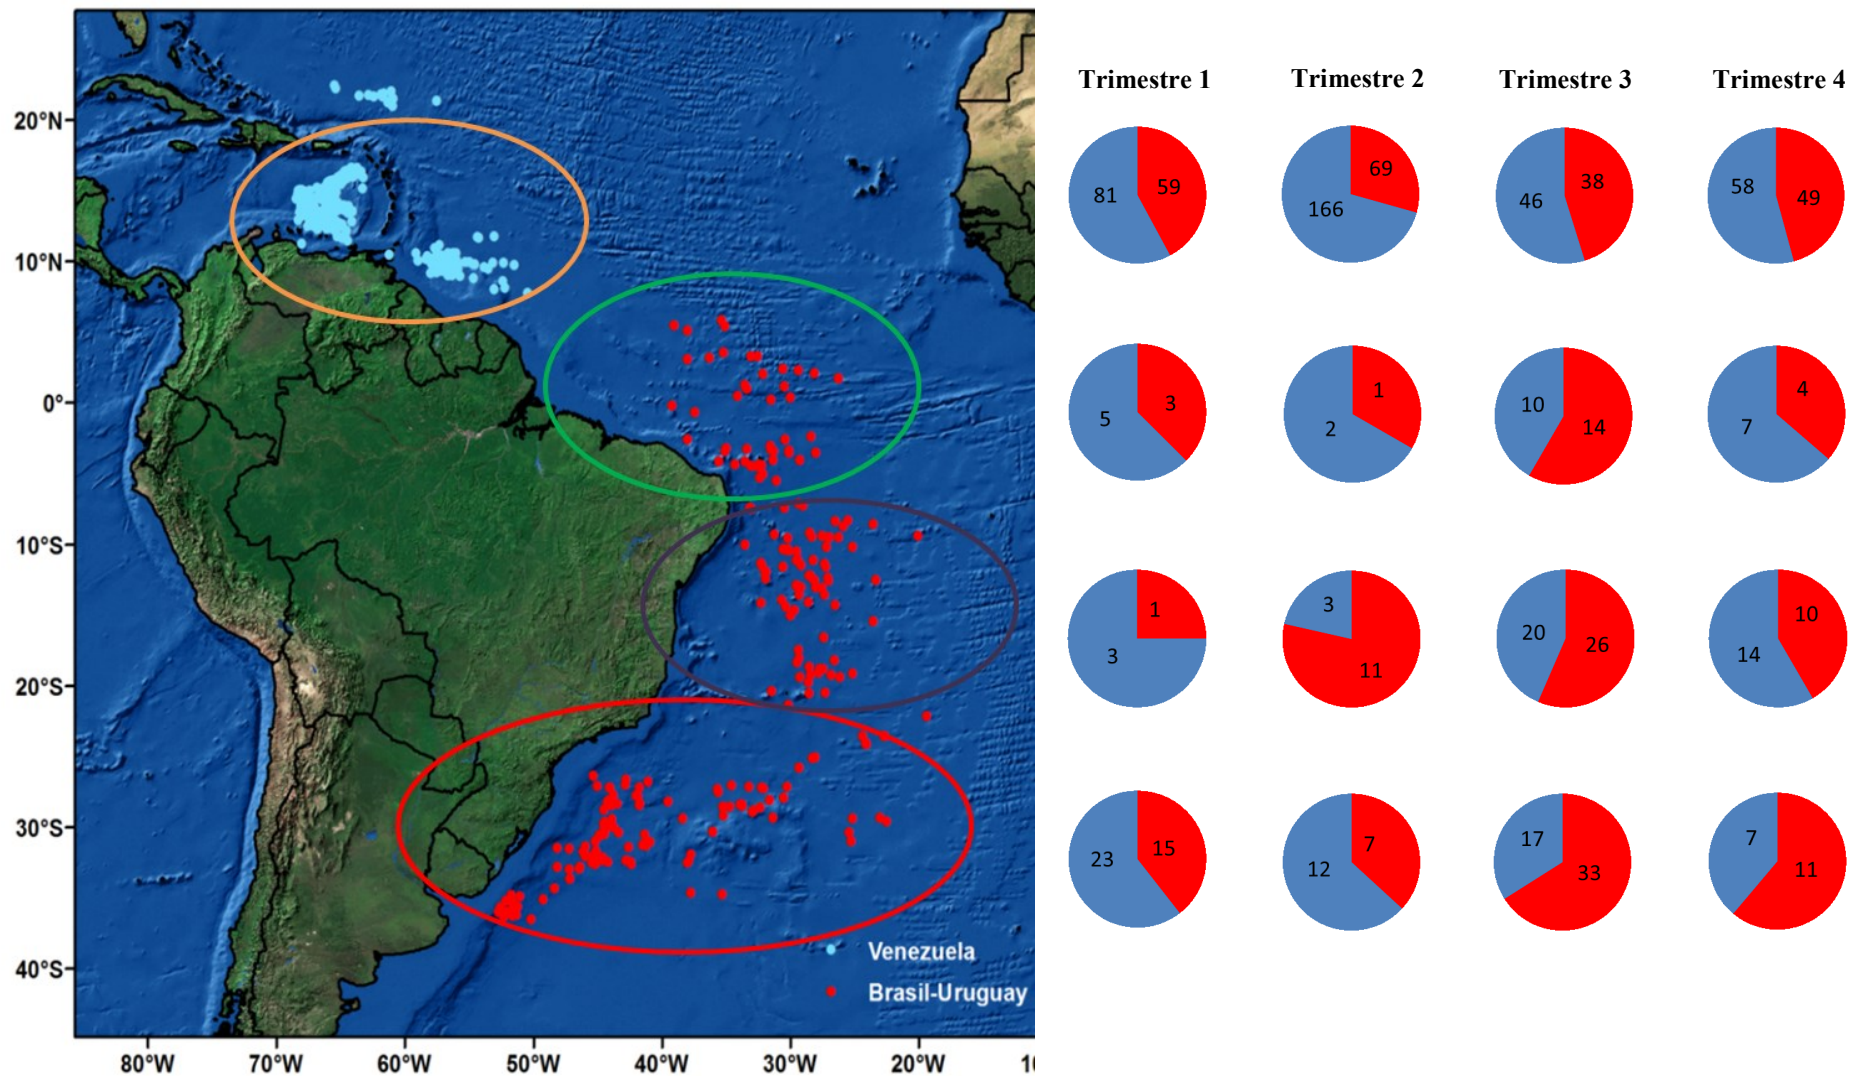 Trimestre 1 Trimestre 2 Trimestre 3 Trimestre 4
20°N
10°N
0°
10°S
20°S
30°S
40°S
80°W 70°W 60°W 50°W 40°W 30°W 20°W
Venezuela
Brasil-Uruguay
81 59 166 69 46 38 58 49
5 3 2 1 10 14 7 4
3 1 3 11 20 26 14 10
23 15 12 7 17 33 7 11